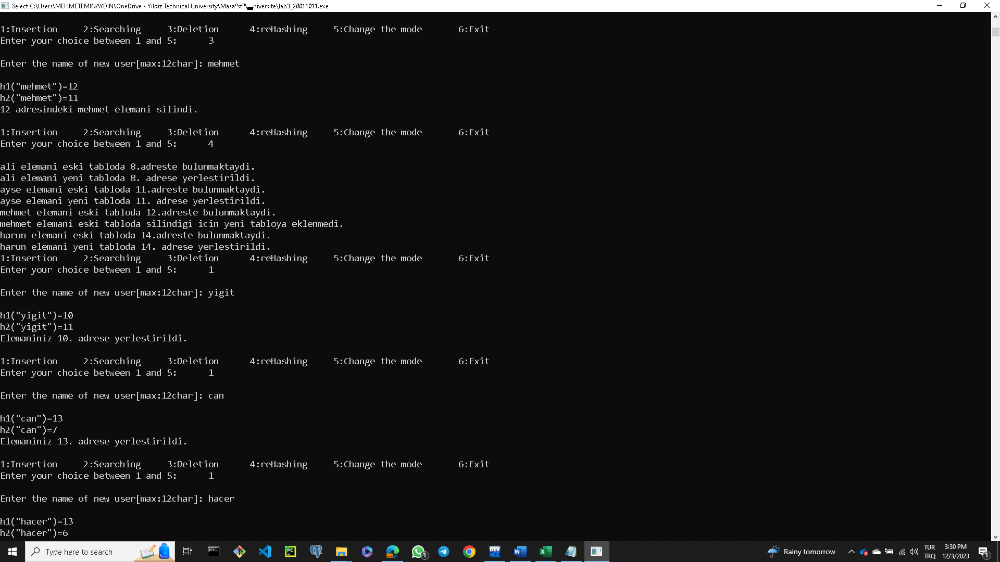 Select C:\Users\MEHMETEMINAYDIN\OneDrive - Yildiz Technical University\Masaⁿstⁿ\▄niversite\lab3_20011011.exe
1:Insertion 2:Searching 3:Deletion 4:reHashing 5:Change the mode 6:Exit
Enter your choice between 1 and 5: 3
Enter the name of new user[max:12char]: mehmet
h1("mehmet")=12
h2("mehmet")=11
12 adresindeki mehmet elemani silindi.
1:Insertion 2:Searching 3:Deletion 4:reHashing 5:Change the mode 6:Exit
Enter your choice between 1 and 5: 4
ali elemani eski tabloda 8.adreste bulunmaktaydi.
ali elemani yeni tabloda 8. adrese yerlestirildi.
ayse elemani eski tabloda 11.adreste bulunmaktaydi.
ayse elemani yeni tabloda 11. adrese yerlestirildi.
mehmet elemani eski tabloda 12.adreste bulunmaktaydi.
mehmet elemani eski tabloda silindigi icin yeni tabloya eklenmedi.
harun elemani eski tabloda 14.adreste bulunmaktaydi.
harun elemani yeni tabloda 14. adrese yerlestirildi.
1:Insertion 2:Searching 3:Deletion 4:reHashing 5:Change the mode 6:Exit
Enter your choice between 1 and 5: 1
Enter the name of new user[max:12char]: yigit
h1("yigit")=10
h2("yigit")=11
Elemaniniz 10. adrese yerlestirildi.
1:Insertion 2:Searching 3:Deletion 4:reHashing 5:Change the mode 6:Exit
Enter your choice between 1 and 5: 1
Enter the name of new user[max:12char]: can
h1("can")=13
h2("can")=7
Elemaniniz 13. adrese yerlestirildi.
1:Insertion 2:Searching 3:Deletion 4:reHashing 5:Change the mode 6:Exit
Enter your choice between 1 and 5: 1
Enter the name of new user[max:12char]: hacer
h1("hacer")=13
h2("hacer")=6
Type here to search
PC
1
DEV
Rainy tomorrow
TUR
TRQ
3:30 PM
12/3/2023
1